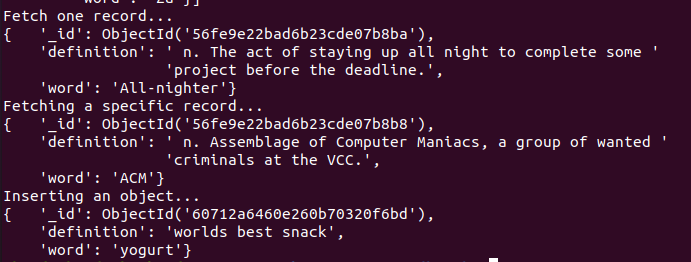 'word': '2d'}]
Fetch one record...
{   '_id': ObjectId('56fe9e22bad6b23cde07b8ba'),
    'definition': ' n. The act of staying up all night to complete some '
                  'project before the deadline.',
    'word': 'All-nighter'}
Fetching a specific record...
{   '_id': ObjectId('56fe9e22bad6b23cde07b8b8'),
    'definition': ' n. Assemblage of Computer Maniacs, a group of wanted '
                  'criminals at the VCC.',
    'word': 'ACM'}
Inserting an object...
{   '_id': ObjectId('60712a6460e260b70320f6bd'),
    'definition': 'worlds best snack',
    'word': 'yogurt'}